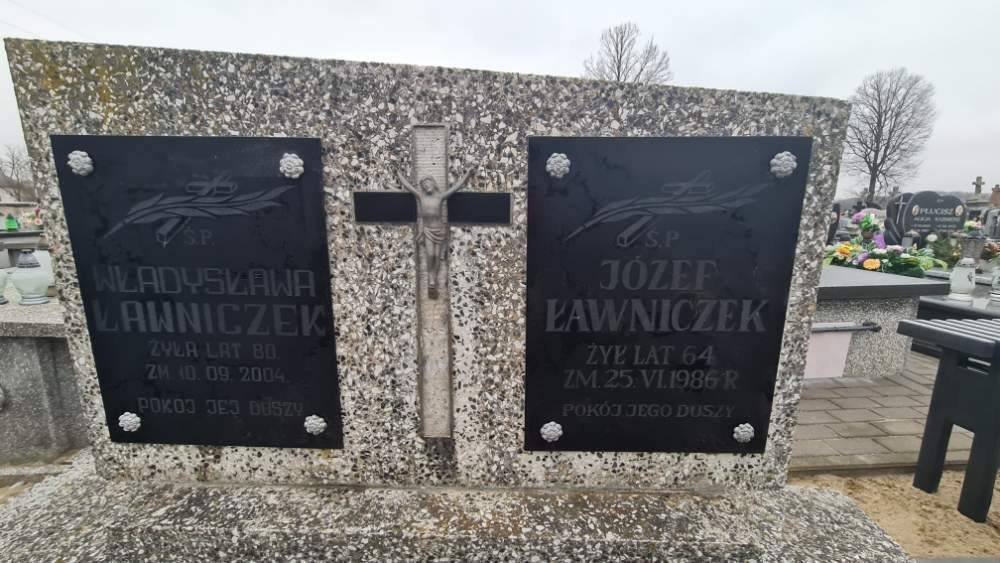 Ś.P.
WŁADYSŁAWA
ŁAWNICZEK
ŻYŁA LAT 80.
ZM 10.09.2004.
POKÓJ JEJ DUSZY
Ś.P.
JÓZEF
ŁAWNICZEK
ŻYŁ LAT 64
ZM. 25.VI.1986 R
POKÓJ JEGO DUSZY
PŁUCISZ